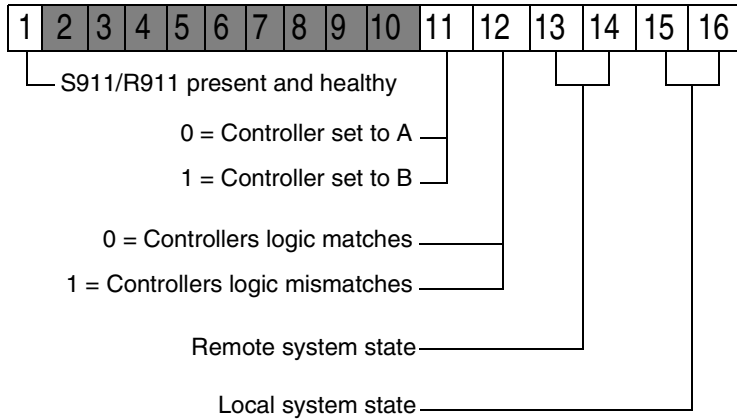 1 2 3 4 5 6 7 8 9 10 11 12 13 14 15 16
S911/R911 present and healthy
0 = Controller set to A
1 = Controller set to B
0 = Controllers logic matches
1 = Controllers logic mismatches
Remote system state
Local system state